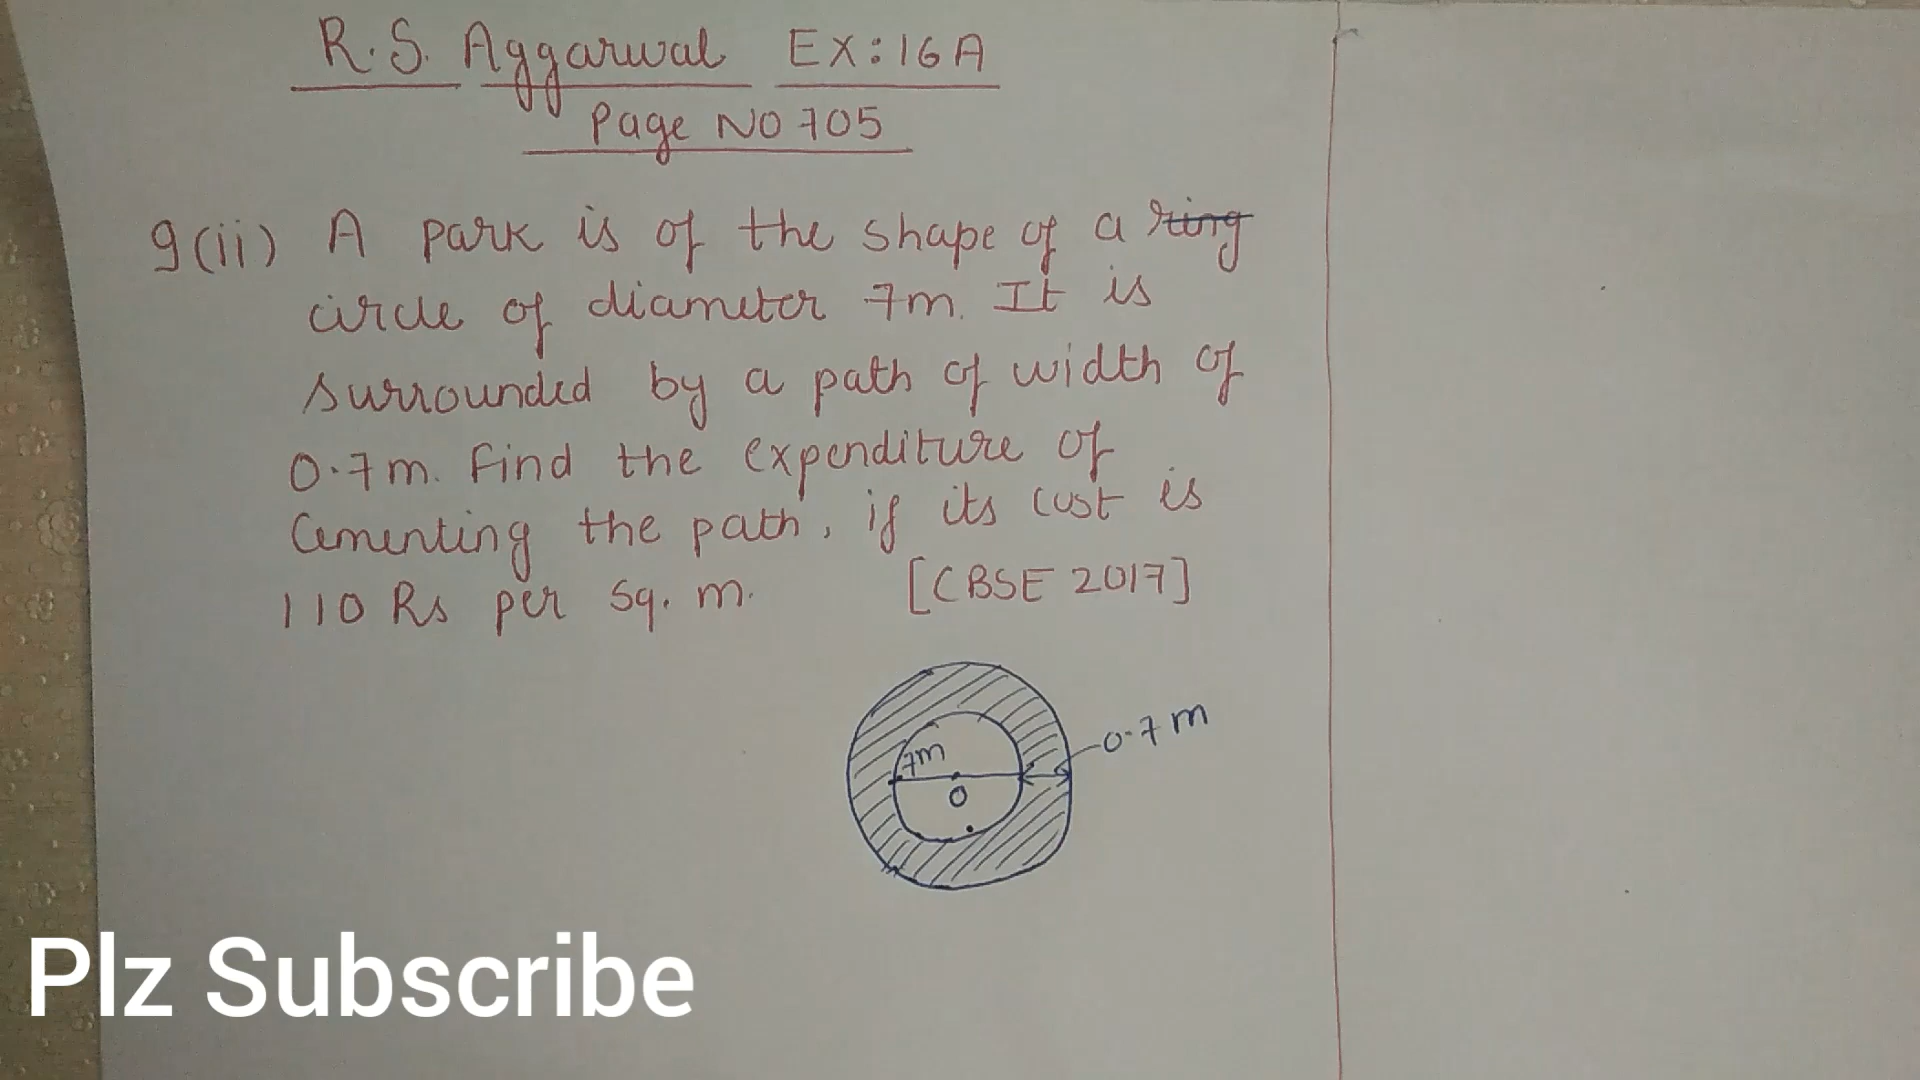 R.S. Aggarwal EX:16A
Page NO 705
9(ii) A park is of the shape of a ring
circle of diameter 7m. It is
surrounded by a path of width of
0.7m. Find the expenditure of
Cementing the path, if its cost is
110 Rs per sq. m. [CBSE 2017]
0.7 m
7m
O
Plz Subscribe